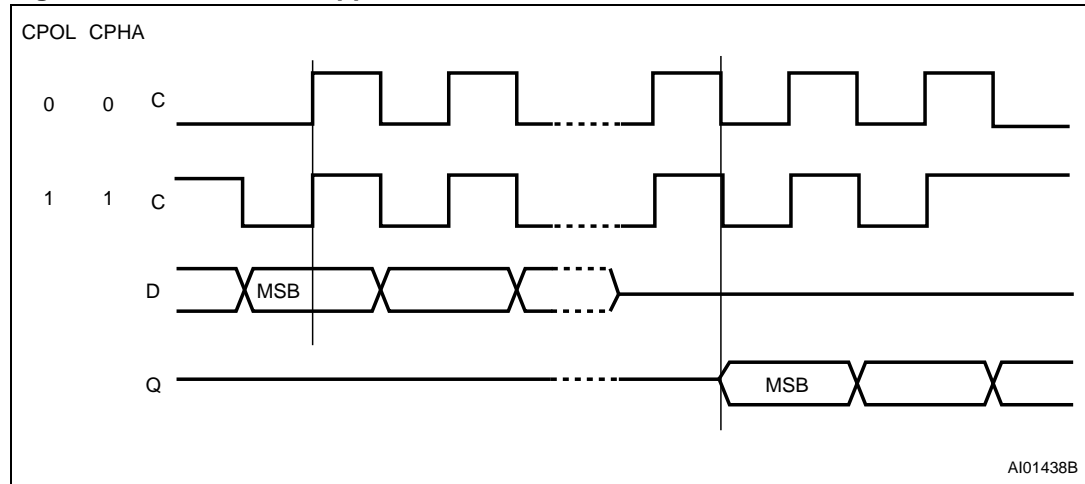 CPOL CPHA
0 0 C
1 1 C
D MSB
Q MSB
AI01438B